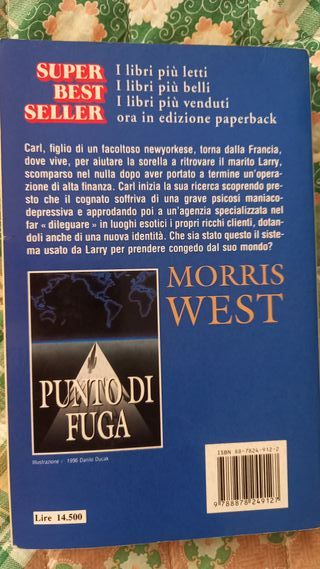 SUPER
BEST
SELLER
I libri più letti
I libri più belli
I libri più venduti
ora in edizione paperback
Carl, figlio di un facoltoso newyorkese, torna dalla Francia,
dove vive, per aiutare la sorella a ritrovare il marito Larry,
scomparso nel nulla dopo aver portato a termine un'opera-
zione di alta finanza. Carl inizia la sua ricerca scoprendo pre-
sto che il cognato soffriva di una grave psicosi maniaco-
depressiva e approdando poi a un'agenzia specializzata nel
far « dileguare » in luoghi esotici i propri ricchi clienti, dotan-
doli anche di una nuova identità. Che sia stato questo il siste-
ma usato da Larry per prendere congedo dal suo mondo?
MORRIS
WEST
PUNTO DI
FUGA
Illustrazione - 1996 Danilo Ducak
ISBN 88-7824-912-2
9 788878 249127
Lire 14.500